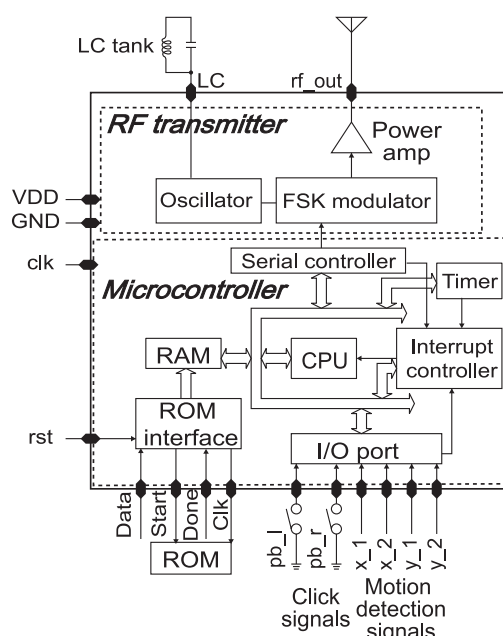 LC tank
LC
rf_out
RF transmitter
Power
amp
Oscillator
FSK modulator
VDD
GND
clk
Serial controller
Microcontroller
Timer
RAM
CPU
Interrupt
controller
ROM
interface
rst
I/O port
Data
Start
Done
Clk
ROM
pb_l
pb_r
x_1
x_2
y_1
y_2
Click
signals
Motion
detection
signals